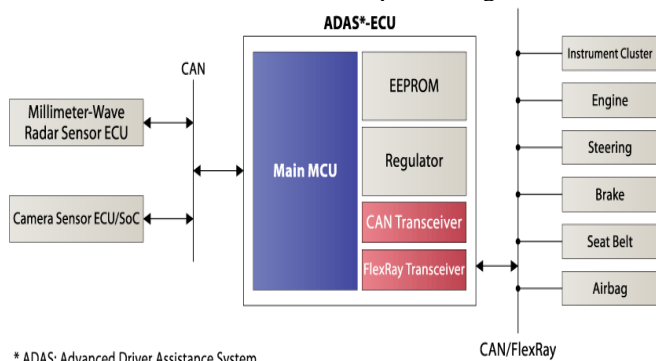 ADAS*-ECU
CAN
Millimeter-Wave
Radar Sensor ECU
Camera Sensor ECU/SoC
Main MCU
EEPROM
Regulator
CAN Transceiver
FlexRay Transceiver
Instrument Cluster
Engine
Steering
Brake
Seat Belt
Airbag
CAN/FlexRay
* ADAS: Advanced Driver Assistance System